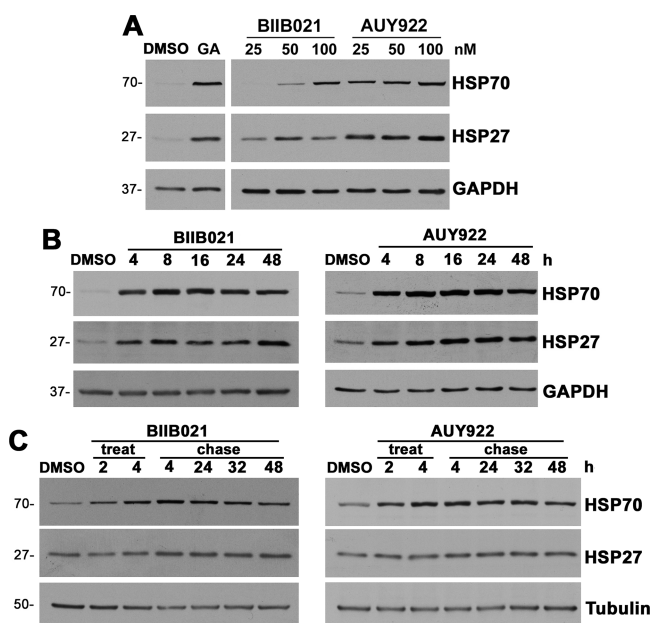 A
BIIB021 AUY922
DMSO GA 25 50 100 25 50 100 nM
70- HSP70
27- HSP27
37- GAPDH
B
BIIB021 AUY922
DMSO 4 8 16 24 48 DMSO 4 8 16 24 48 h
70- HSP70
27- HSP27
37- GAPDH
C
BIIB021 AUY922
treat chase treat chase
DMSO 2 4 4 24 32 48 DMSO 2 4 4 24 32 48 h
70- HSP70
27- HSP27
50- Tubulin